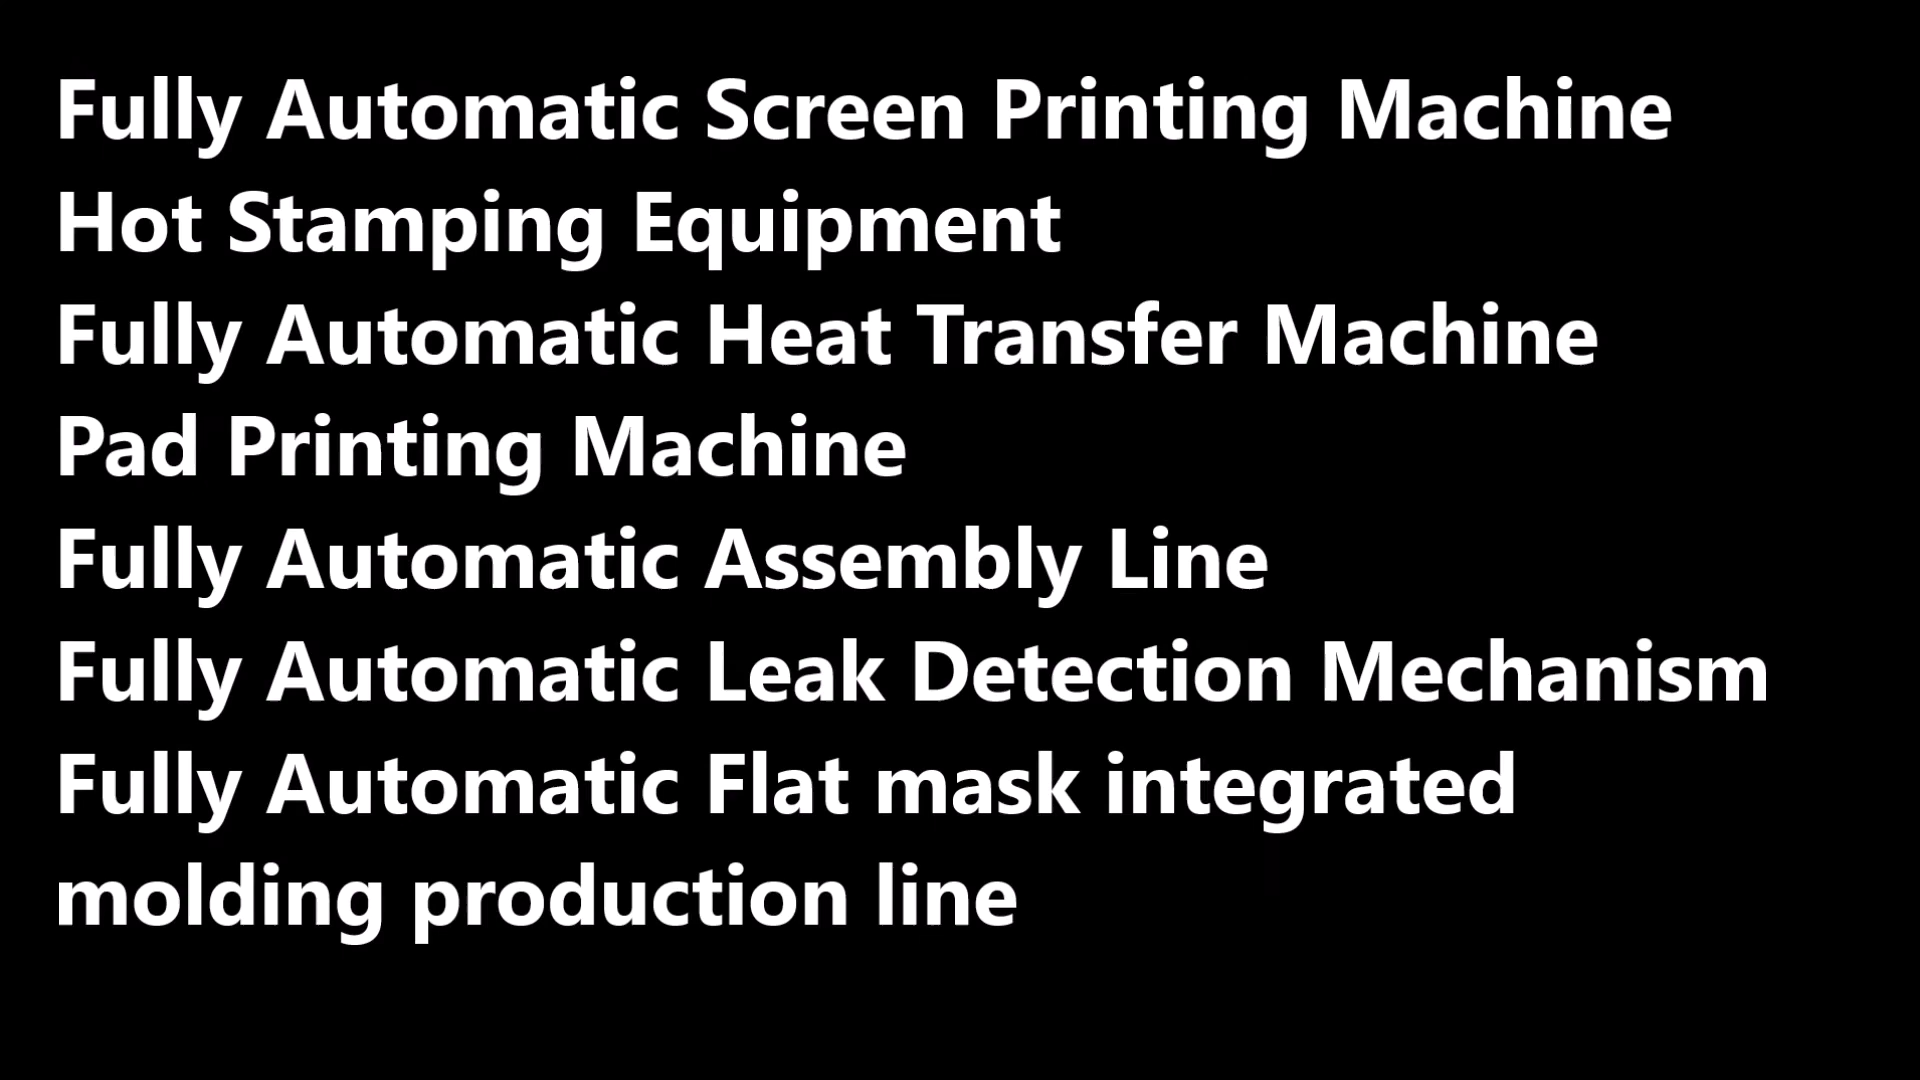 Fully Automatic Screen Printing Machine
Hot Stamping Equipment
Fully Automatic Heat Transfer Machine
Pad Printing Machine
Fully Automatic Assembly Line
Fully Automatic Leak Detection Mechanism
Fully Automatic Flat mask integrated
molding production line